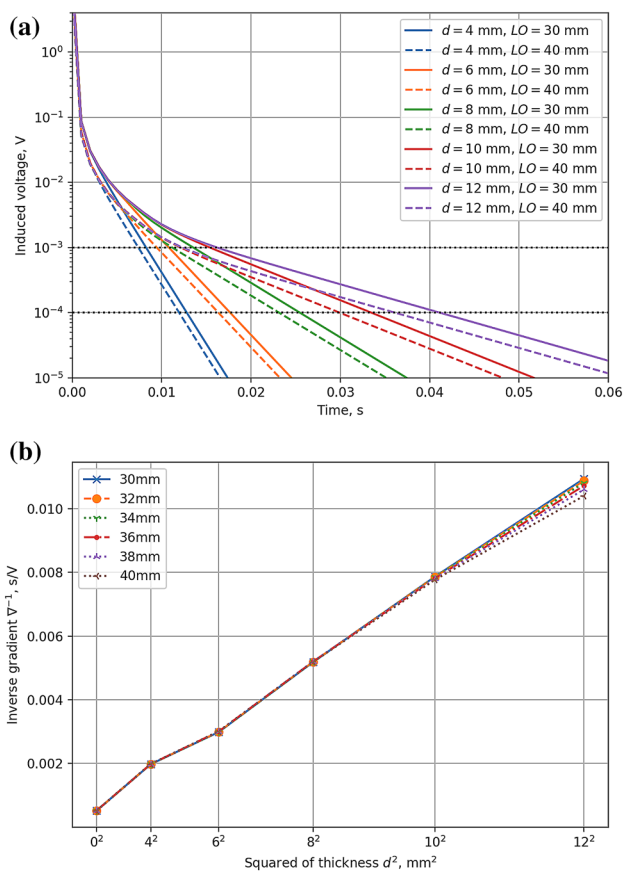 (a)
Induced voltage, V
10⁰
10⁻¹
10⁻²
10⁻³
10⁻⁴
10⁻⁵
0.00 0.01 0.02 0.03 0.04 0.05 0.06
Time, s
d = 4 mm, LO = 30 mm
d = 4 mm, LO = 40 mm
d = 6 mm, LO = 30 mm
d = 6 mm, LO = 40 mm
d = 8 mm, LO = 30 mm
d = 8 mm, LO = 40 mm
d = 10 mm, LO = 30 mm
d = 10 mm, LO = 40 mm
d = 12 mm, LO = 30 mm
d = 12 mm, LO = 40 mm
(b)
Inverse gradient ∇⁻¹, s/V
0.010
0.008
0.006
0.004
0.002
30mm
32mm
34mm
36mm
38mm
40mm
0² 4² 6² 8² 10² 12²
Squared of thickness d², mm²